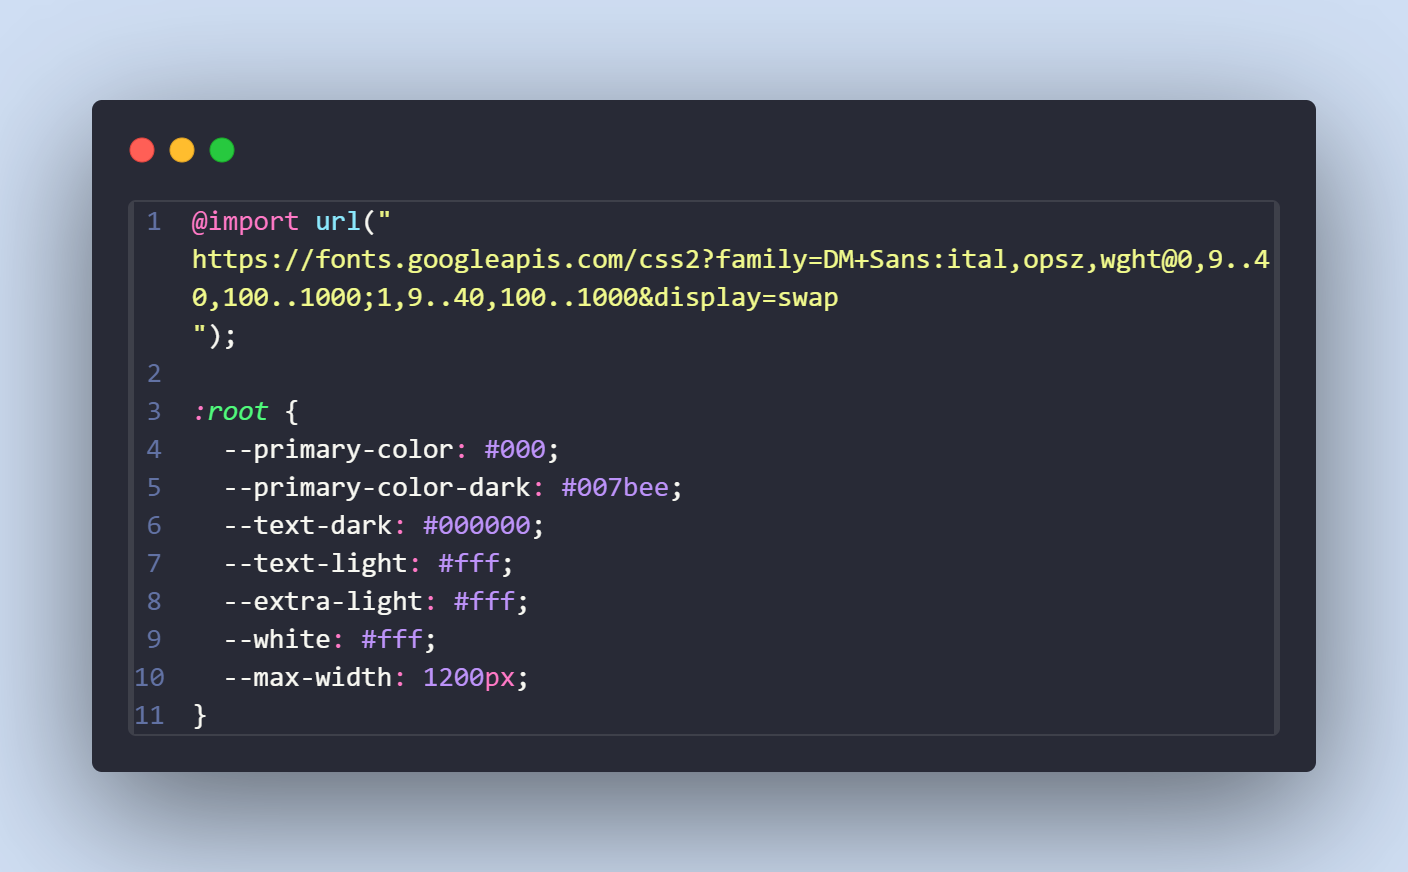 1 @import url("
https://fonts.googleapis.com/css2?family=DM+Sans:ital,opsz,wght@0,9..4
0,100..1000;1,9..40,100..1000&display=swap
");
2
3 :root {
4   --primary-color: #000;
5   --primary-color-dark: #007bee;
6   --text-dark: #000000;
7   --text-light: #fff;
8   --extra-light: #fff;
9   --white: #fff;
10   --max-width: 1200px;
11 }